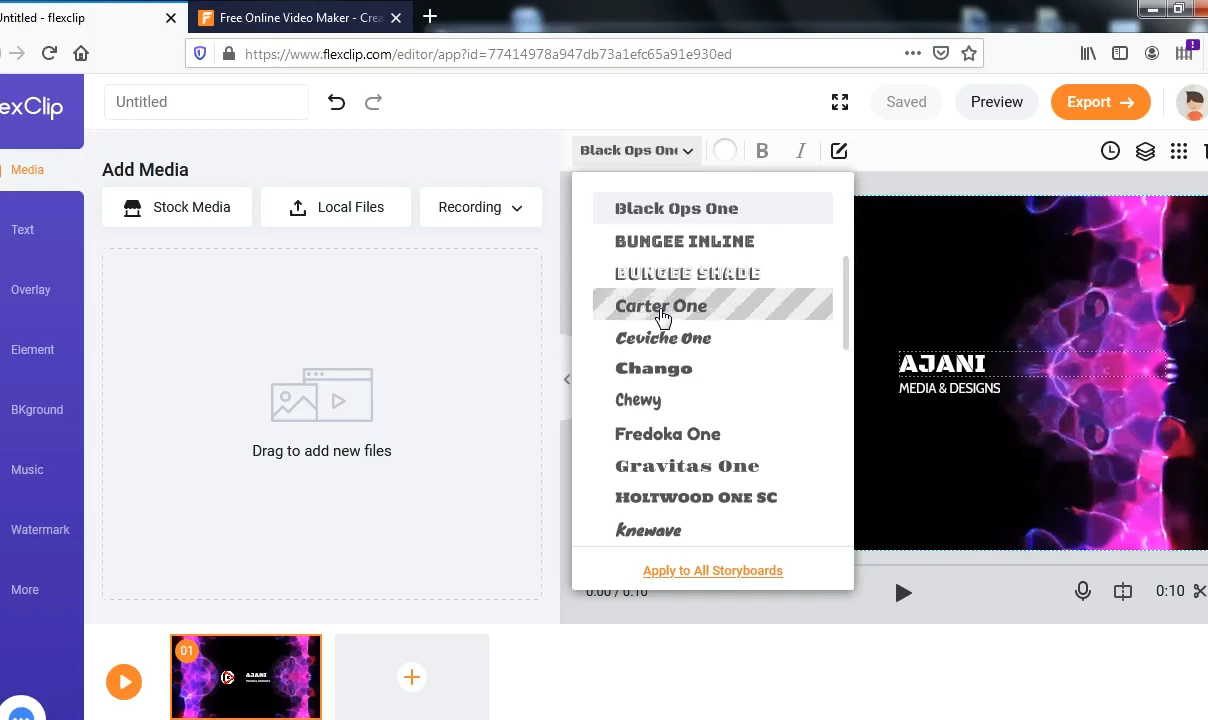 Untitled - flexclip
Free Online Video Maker - Crea
https://www.flexclip.com/editor/app?id=77414978a947db73a1efc65a91e930ed
exClip
Untitled
Saved
Preview
Export
Media
Text
Overlay
Element
BKground
Music
Watermark
More
Add Media
Stock Media
Local Files
Recording
Drag to add new files
Black Ops One
B
I
Black Ops One
BUNGEE INLINE
BUNGEE SHADE
Carter One
Ceviche One
Chango
Chewy
Fredoka One
Gravitas One
HOLTWOOD ONE SC
Knewave
Apply to All Storyboards
AJANI
MEDIA & DESIGNS
0:00 / 0:10
0:10
01
AJANI